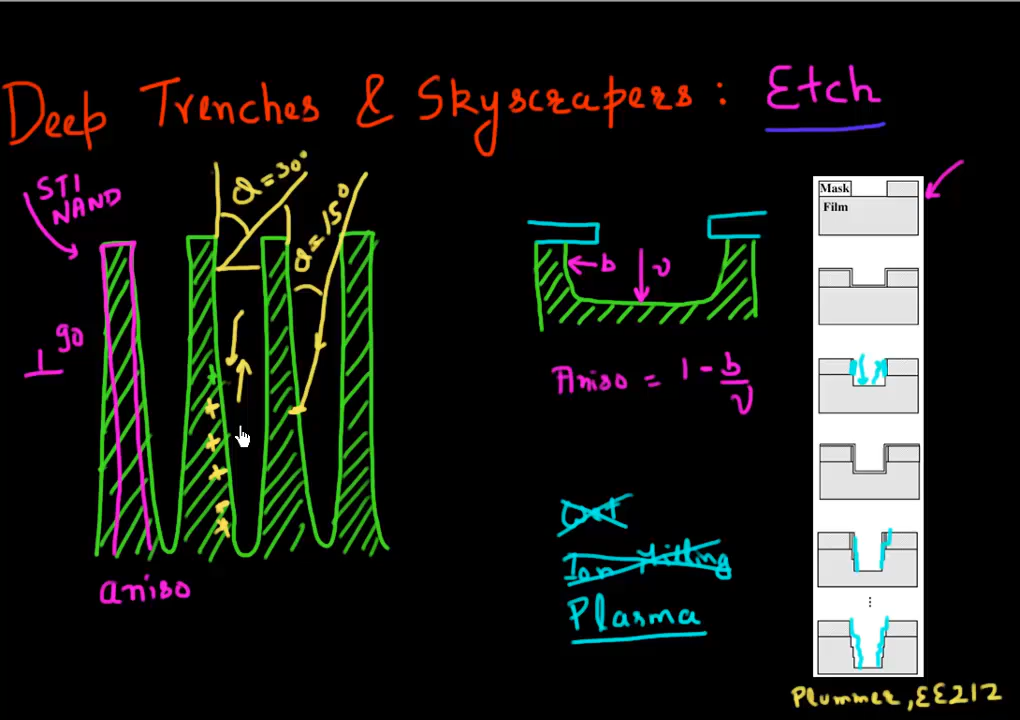 Deep Trenches & Skyscrapers : Etch
STI
NAND
α = 30°
α = 15°
⊥ 90
aniso
b
v
Aniso = 1 - b/v
Ion Milling
Plasma
Mask
Film
Plummer, EE212